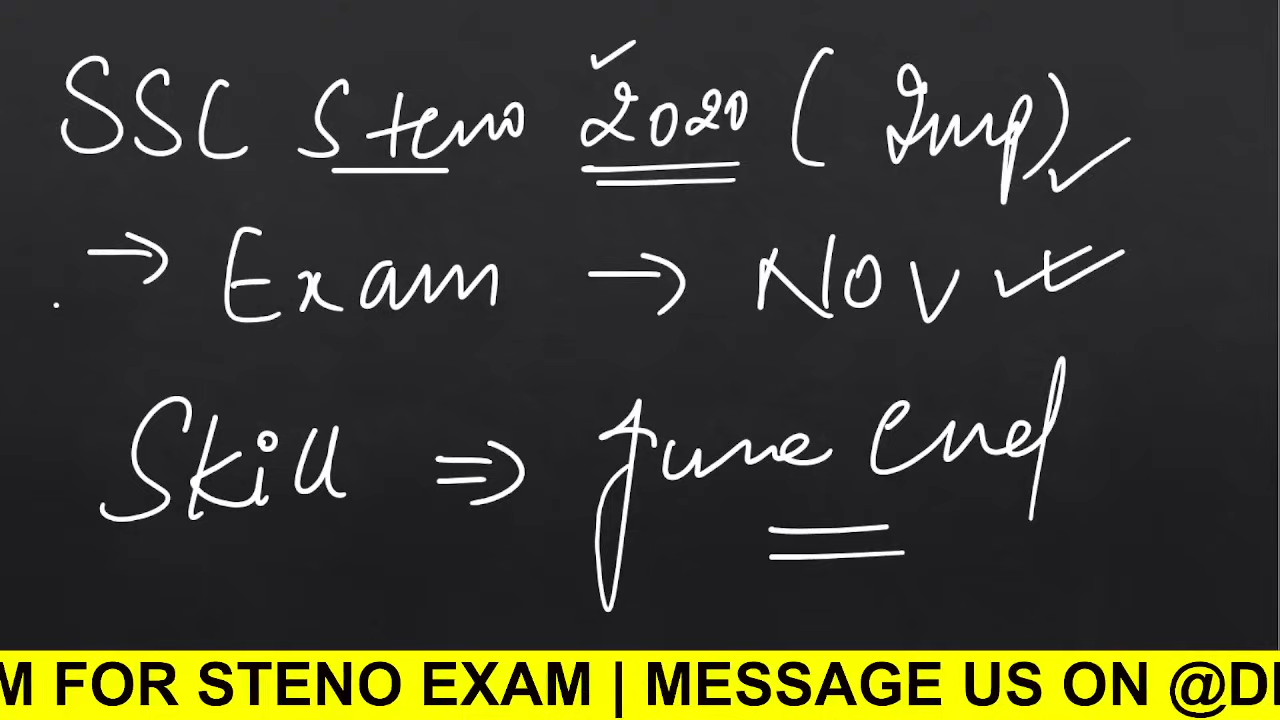 SSC Steno 2020 (Imp)
→ Exam → Nov
Skill ⇒ June end
M FOR STENO EXAM | MESSAGE US ON @D